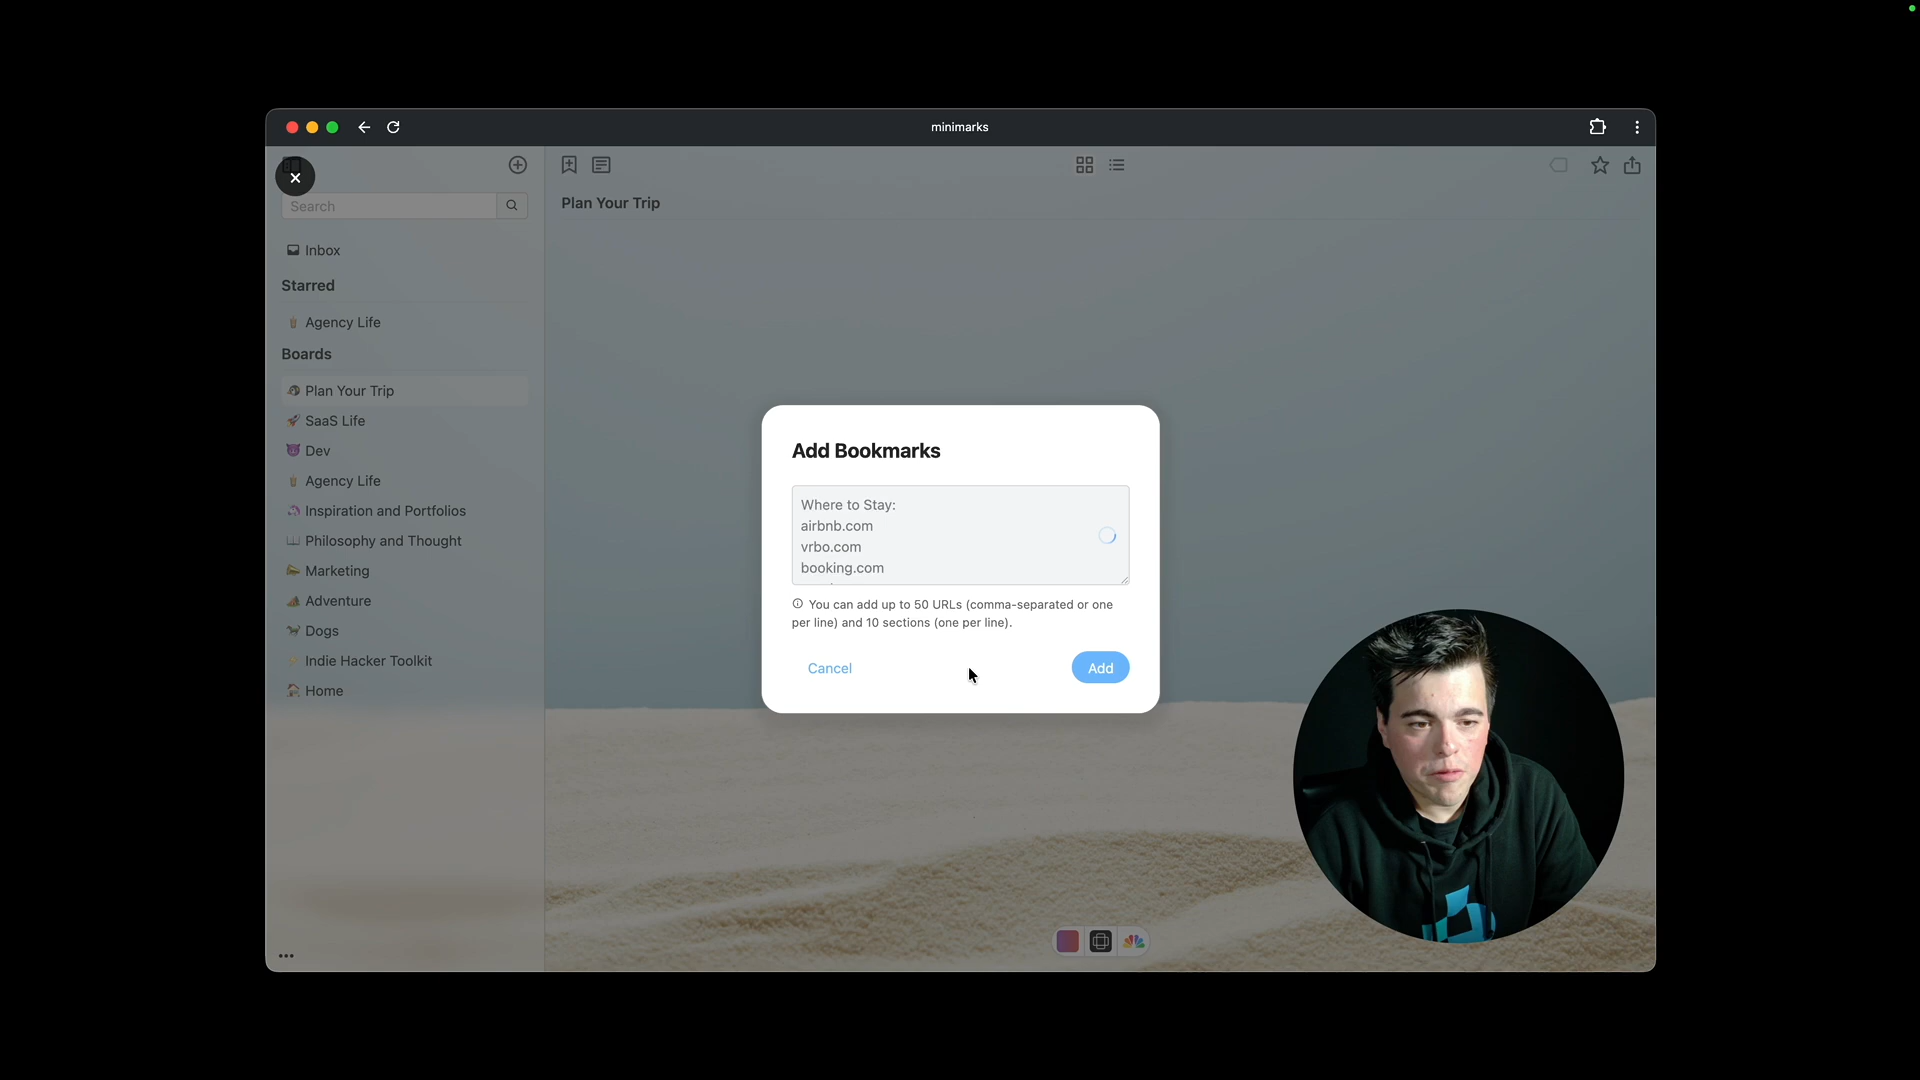 minimarks
Search
Inbox
Starred
Agency Life
Boards
Plan Your Trip
SaaS Life
Dev
Agency Life
Inspiration and Portfolios
Philosophy and Thought
Marketing
Adventure
Dogs
Indie Hacker Toolkit
Home
Plan Your Trip
Add Bookmarks
Where to Stay:
airbnb.com
vrbo.com
booking.com
You can add up to 50 URLs (comma-separated or one
per line) and 10 sections (one per line).
Cancel
Add